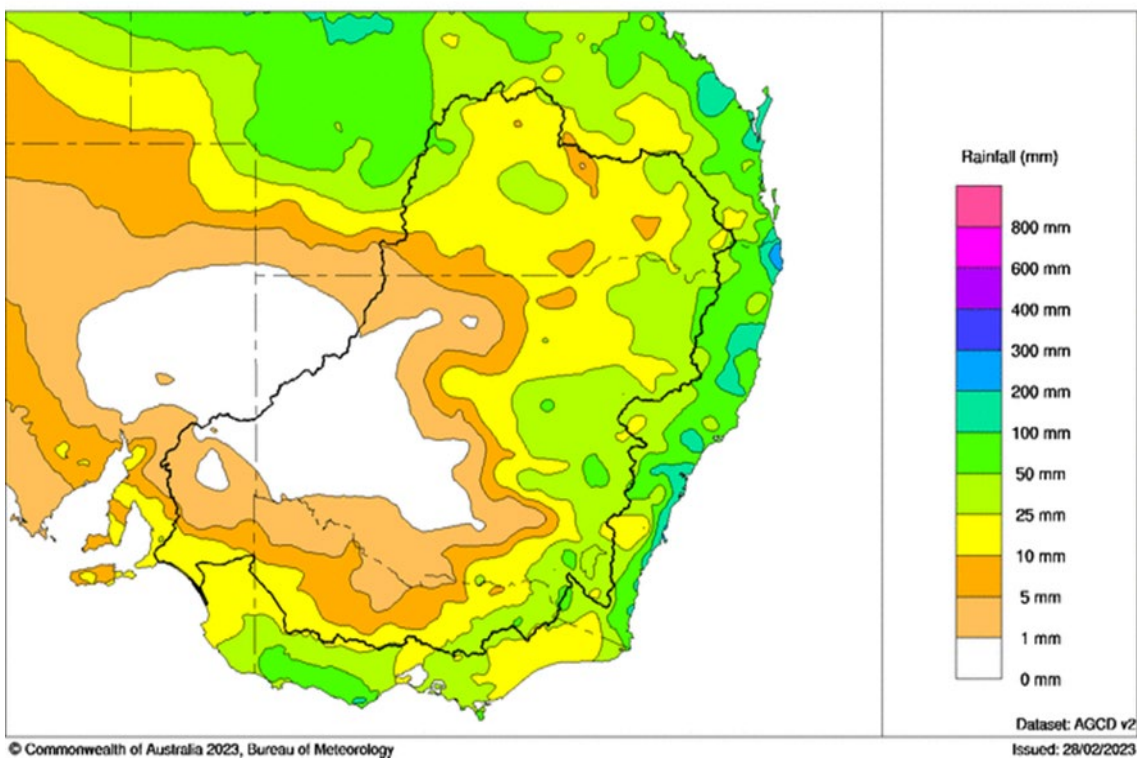 Rainfall (mm)
800 mm
600 mm
400 mm
300 mm
200 mm
100 mm
50 mm
25 mm
10 mm
5 mm
1 mm
0 mm
Dataset: AGCD v2
© Commonwealth of Australia 2023, Bureau of Meteorology
Issued: 28/02/2023